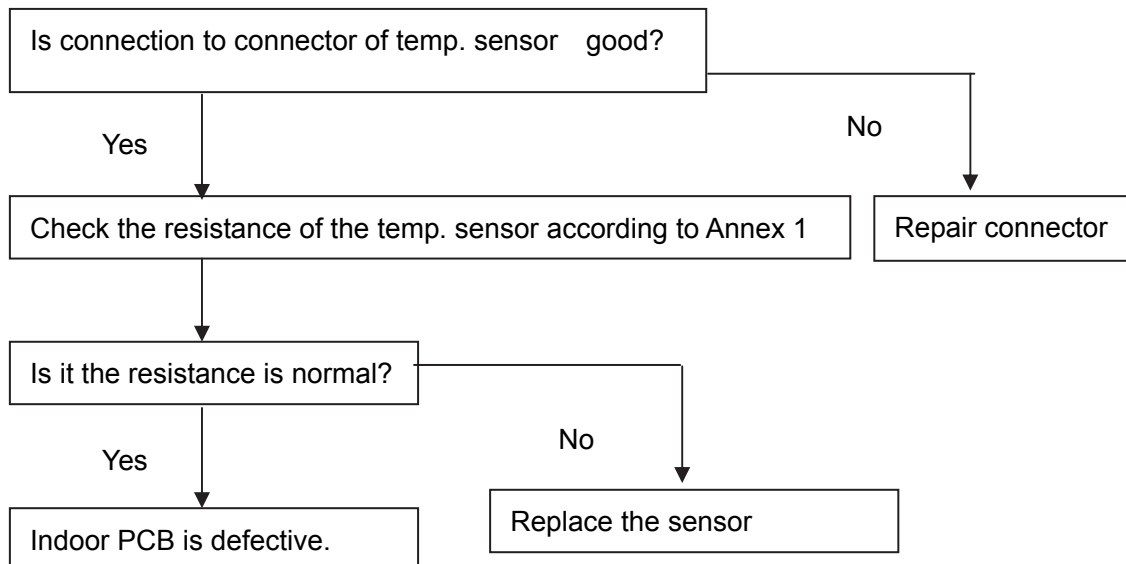 Is connection to connector of temp. sensor good?
Yes
No
Check the resistance of the temp. sensor according to Annex 1
Repair connector
Is it the resistance is normal?
Yes
No
Indoor PCB is defective.
Replace the sensor